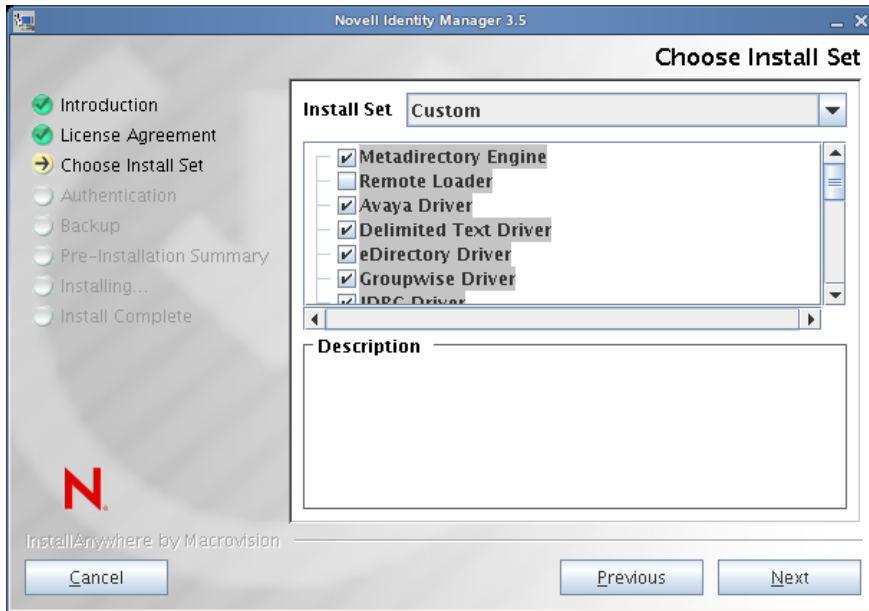 Novell Identity Manager 3.5
Choose Install Set
Introduction
License Agreement
Choose Install Set
Authentication
Backup
Pre-Installation Summary
Installing...
Install Complete
Install Set Custom
Metadirectory Engine
Remote Loader
Avaya Driver
Delimited Text Driver
eDirectory Driver
Groupwise Driver
JDBC Driver
Description
N
InstallAnywhere by Macrovision
Cancel
Previous
Next